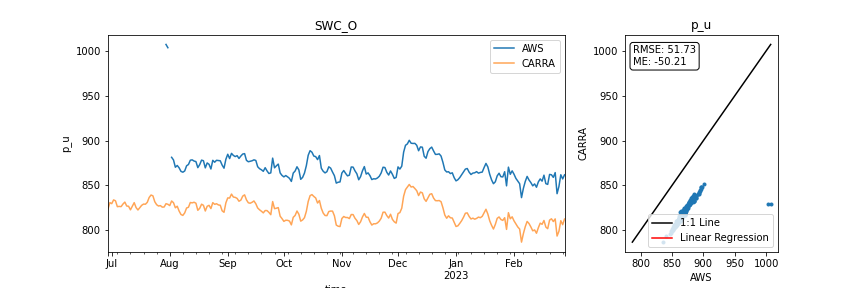 SWC_O
p_u
1000
950
900
850
800
p_u
AWS
CARRA
Jul
Aug
Sep
Oct
Nov
Dec
Jan
2023
Feb
time
1000
950
900
850
800
CARRA
RMSE: 51.73
ME: -50.21
1:1 Line
Linear Regression
800
850
900
950
1000
AWS